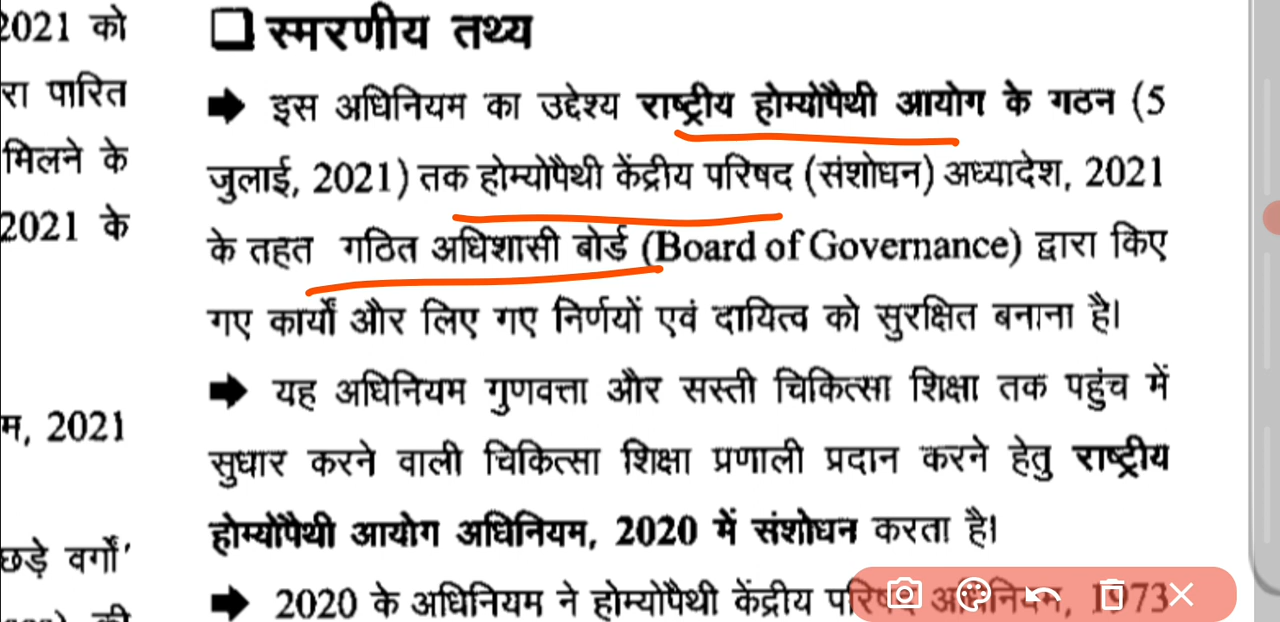 2021 को
रा पारित
मिलने के
2021 के
म, 2021
छड़े वर्गों'
स्मरणीय तथ्य
इस अधिनियम का उद्देश्य राष्ट्रीय होम्योपैथी आयोग के गठन (5
जुलाई, 2021) तक होम्योपैथी केंद्रीय परिषद (संशोधन) अध्यादेश, 2021
के तहत गठित अधिशासी बोर्ड (Board of Governance) द्वारा किए
गए कार्यों और लिए गए निर्णयों एवं दायित्व को सुरक्षित बनाना है।
यह अधिनियम गुणवत्ता और सस्ती चिकित्सा शिक्षा तक पहुंच में
सुधार करने वाली चिकित्सा शिक्षा प्रणाली प्रदान करने हेतु राष्ट्रीय
होम्योपैथी आयोग अधिनियम, 2020 में संशोधन करता है।
2020 के अधिनियम ने होम्योपैथी केंद्रीय परिषद अधिनियम, 1973